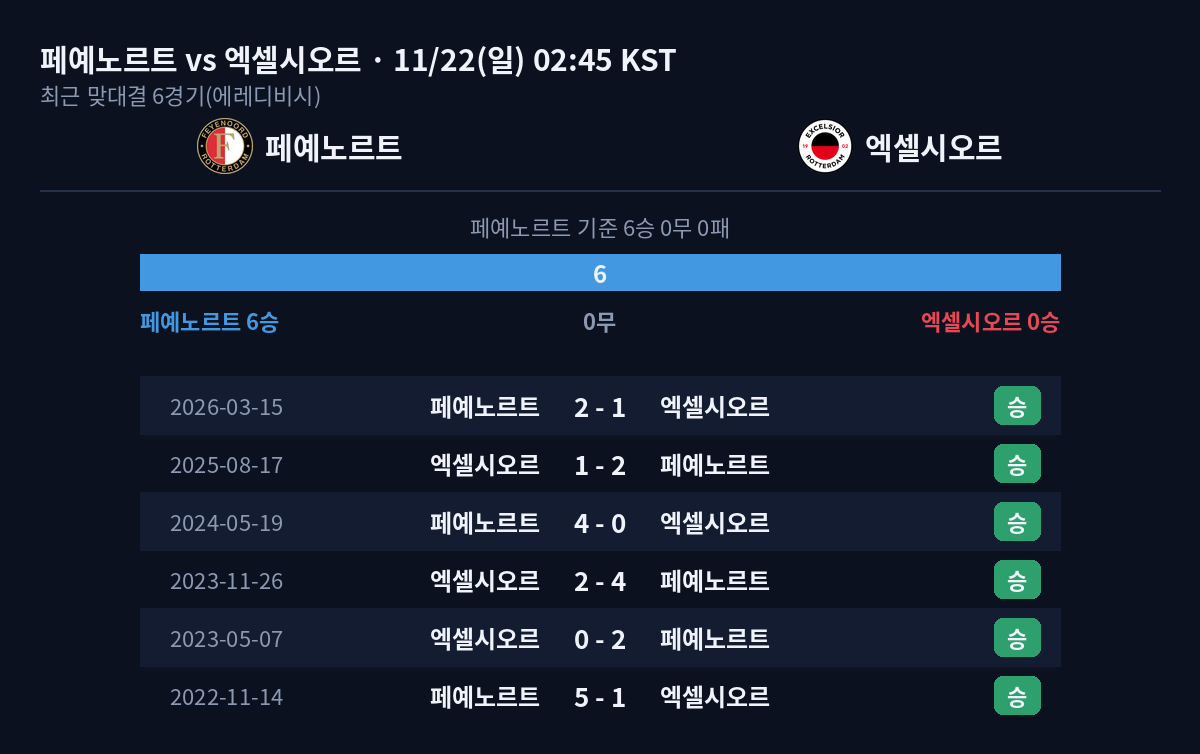 페예노르트 vs 엑셀시오르 · 11/22(일) 02:45 KST
최근 맞대결 6경기(에레디비시)
FEYENOORD F ROTTERDAM 페예노르트
EXCELSIOR 19 02 ROTTERDAM 엑셀시오르
페예노르트 기준 6승 0무 0패
6
페예노르트 6승 0무 엑셀시오르 0승
2026-03-15 페예노르트 2 - 1 엑셀시오르 승
2025-08-17 엑셀시오르 1 - 2 페예노르트 승
2024-05-19 페예노르트 4 - 0 엑셀시오르 승
2023-11-26 엑셀시오르 2 - 4 페예노르트 승
2023-05-07 엑셀시오르 0 - 2 페예노르트 승
2022-11-14 페예노르트 5 - 1 엑셀시오르 승